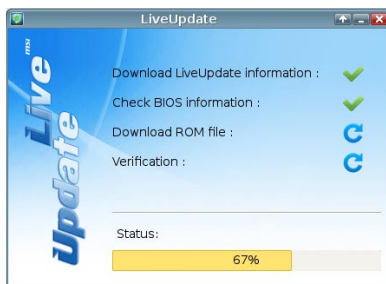 LiveUpdate
msi
Live
Update
Download LiveUpdate information :
Check BIOS information :
Download ROM file :
Verification :
Status:
67%